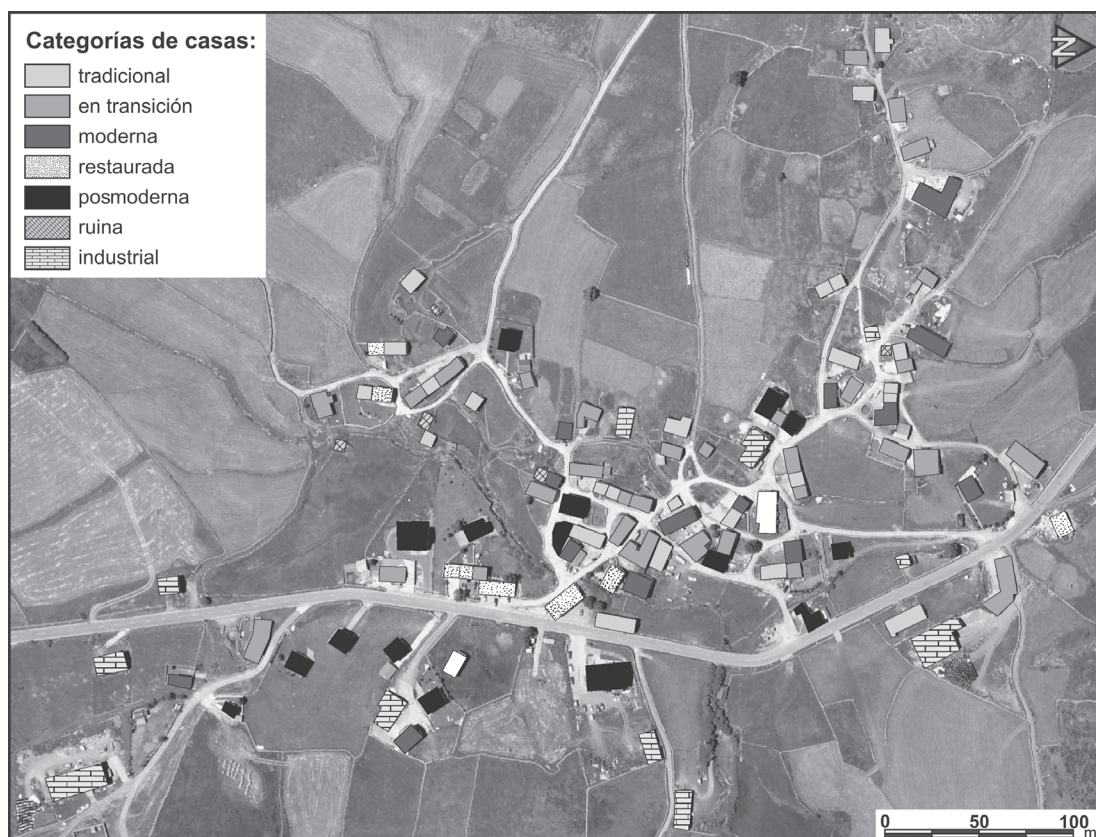 Categorías de casas:
tradicional
en transición
moderna
restaurada
posmoderna
ruina
industrial
N
0 50 100
m